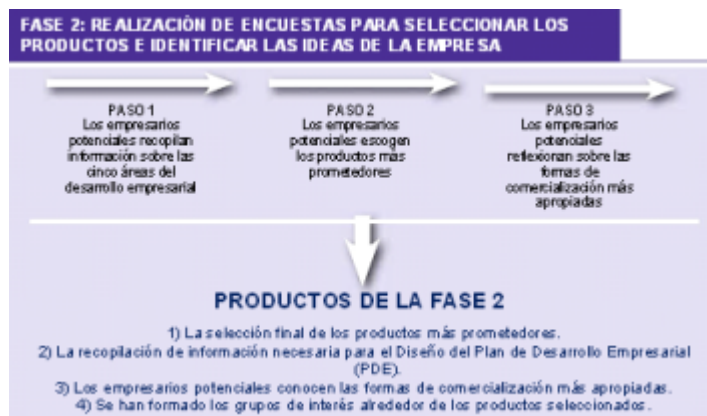 FASE 2: REALIZACIÒN DE ENCUESTAS PARA SELECCIONAR LOS
PRODUCTOS E IDENTIFICAR LAS IDEAS DE LA EMPRESA
PASO 1
Los empresarios
potenciales recopilan
información sobre las
cinco áreas del
desarrollo empresarial
PASO 2
Los empresarios
potenciales escogen
los productos más
prometedores
PASO 3
Los empresarios
potenciales
reflexionan sobre las
formas de
comercialización más
apropiadas
PRODUCTOS DE LA FASE 2
1) La selección final de los productos más prometedores.
2) La recopilación de información necesaria para el Diseño del Plan de Desarrollo Empresarial
(PDE).
3) Los empresarios potenciales conocen las formas de comercialización más apropiadas.
4) Se han formado los grupos de interés alrededor de los productos seleccionados.